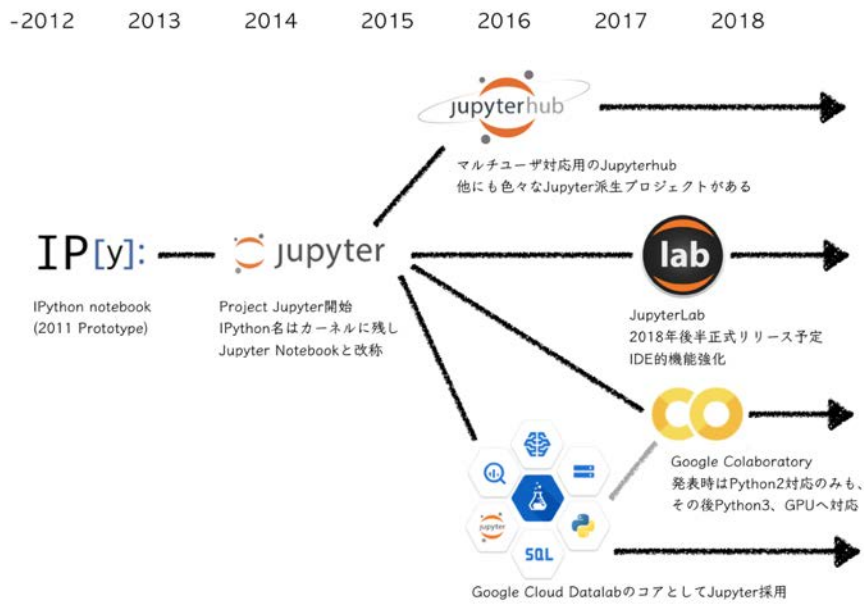 -2012 2013 2014 2015 2016 2017 2018
jupyterhub
マルチユーザ対応用のJupyterhub
他にも色々なJupyter派生プロジェクトがある
IP[y]:
jupyter
lab
IPython notebook
(2011 Prototype)
Project Jupyter開始
IPython名はカーネルに残し
Jupyter Notebookと改称
JupyterLab
2018年後半正式リリース予定
IDE的機能強化
CO
Google Colaboratory
発表時はPython2対応のみも、
その後Python3、GPUへ対応
jupyter
SQL
Google Cloud DatalabのコアとしてJupyter採用